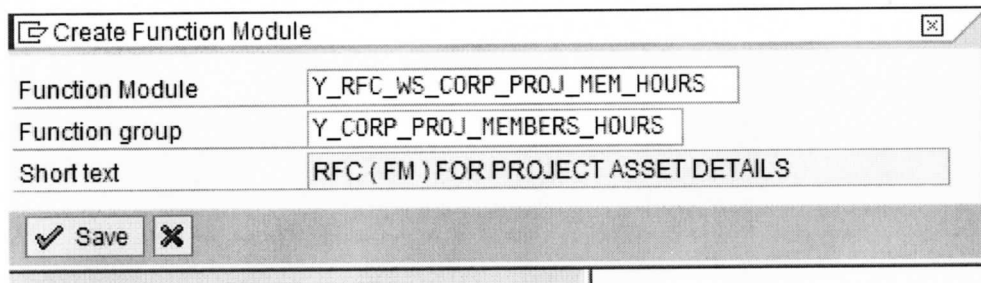 Create Function Module
Function Module Y_RFC_WS_CORP_PROJ_MEM_HOURS
Function group Y_CORP_PROJ_MEMBERS_HOURS
Short text RFC ( FM ) FOR PROJECT ASSET DETAILS
Save